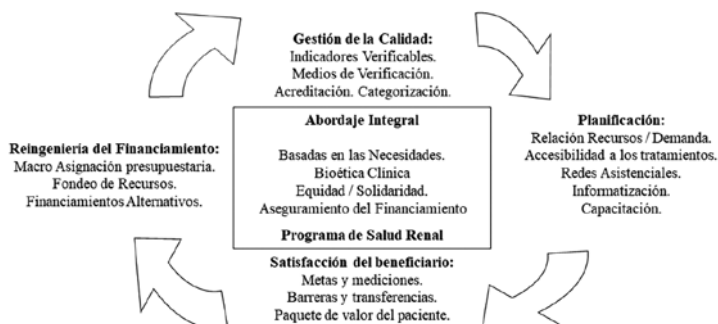 Gestión de la Calidad:
Indicadores Verificables.
Medios de Verificación.
Acreditación. Categorización.
Reingeniería del Financiamiento:
Macro Asignación presupuestaria.
Fondeo de Recursos.
Financiamientos Alternativos.
Abordaje Integral
Basadas en las Necesidades.
Bioética Clínica
Equidad / Solidaridad.
Aseguramiento del Financiamiento
Programa de Salud Renal
Planificación:
Relación Recursos / Demanda.
Accesibilidad a los tratamientos.
Redes Asistenciales.
Informatización.
Capacitación.
Satisfacción del beneficiario:
Metas y mediciones.
Barreras y transferencias.
Paquete de valor del paciente.